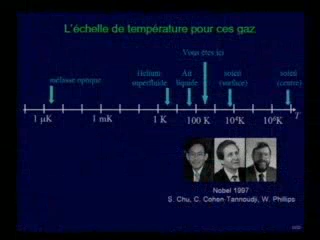 L'échelle de température pour ces gaz
Vous êtes ici
mélasse optique
Hélium superfluide
Air liquide
soleil (surface)
soleil (centre)
1 µK
1 mK
1 K
100 K
10⁴K
10⁶K
T
Nobel 1997
S. Chu, C. Cohen-Tannoudji, W. Phillips